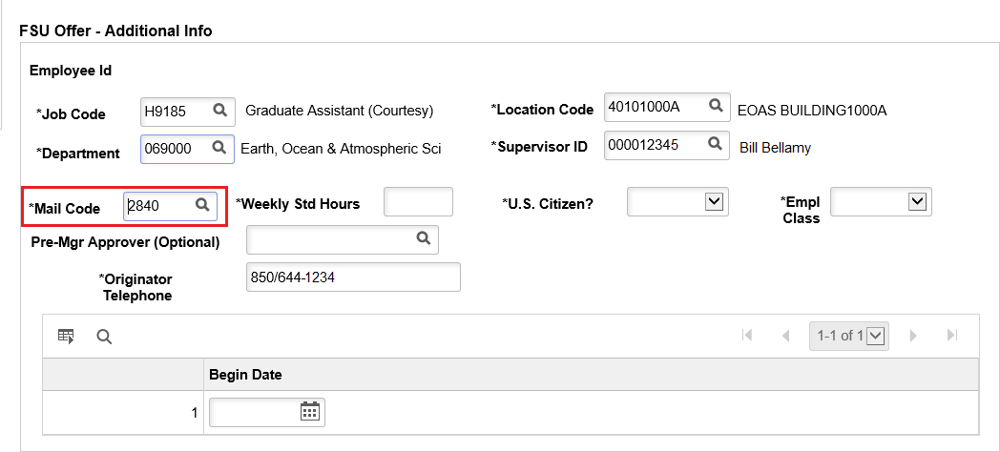 FSU Offer - Additional Info
Employee Id
*Job Code H9185 Graduate Assistant (Courtesy) *Location Code 40101000A EOAS BUILDING1000A
*Department 069000 Earth, Ocean & Atmospheric Sci *Supervisor ID 000012345 Bill Bellamy
*Mail Code 2840 *Weekly Std Hours *U.S. Citizen? *Empl
Class
Pre-Mgr Approver (Optional)
*Originator 850/644-1234
Telephone
1-1 of 1
Begin Date
1